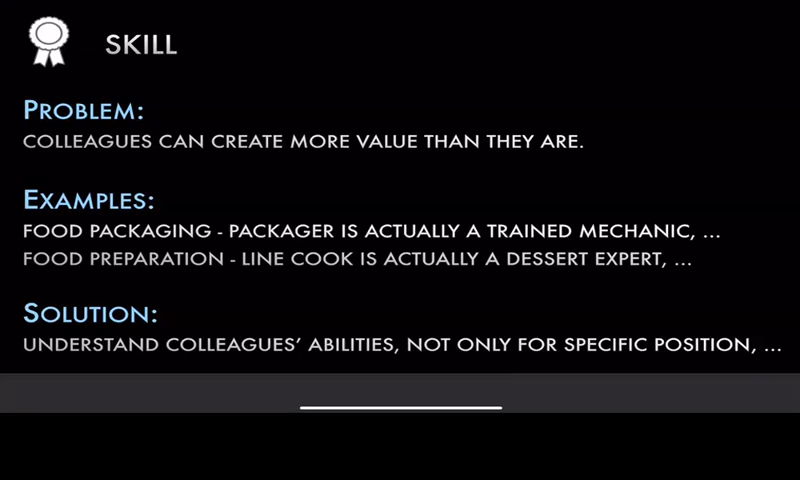 SKILL
PROBLEM:
COLLEAGUES CAN CREATE MORE VALUE THAN THEY ARE.
EXAMPLES:
FOOD PACKAGING - PACKAGER IS ACTUALLY A TRAINED MECHANIC, ...
FOOD PREPARATION - LINE COOK IS ACTUALLY A DESSERT EXPERT, ...
SOLUTION:
UNDERSTAND COLLEAGUES' ABILITIES, NOT ONLY FOR SPECIFIC POSITION, ...